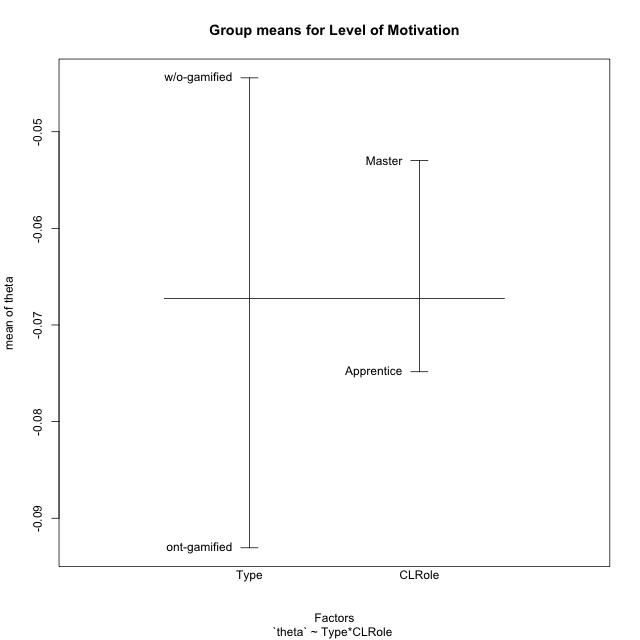 Group means for Level of Motivation
w/o-gamified
-0.05
Master
-0.06
mean of theta
-0.07
Apprentice
-0.08
-0.09
ont-gamified
Type CLRole
Factors
`theta` ~ Type*CLRole